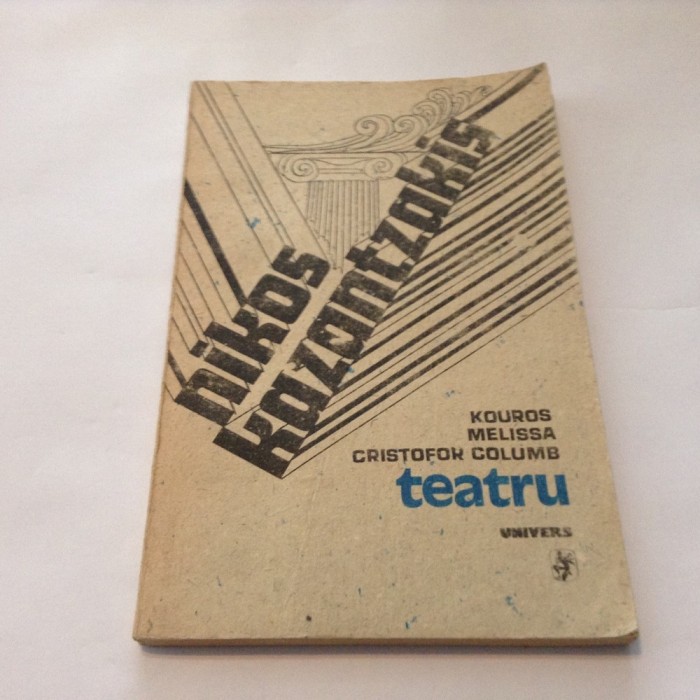 nikos
kazantzakis
KOUROS
MELISSA
CRISTOFOR COLUMB
teatru
UNIVERS